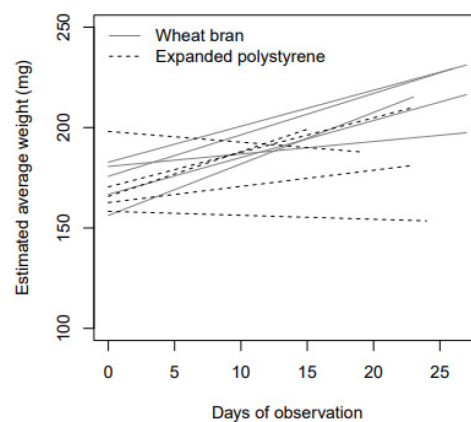 Wheat bran
Expanded polystyrene
Estimated average weight (mg)
250
200
150
100
0 5 10 15 20 25
Days of observation